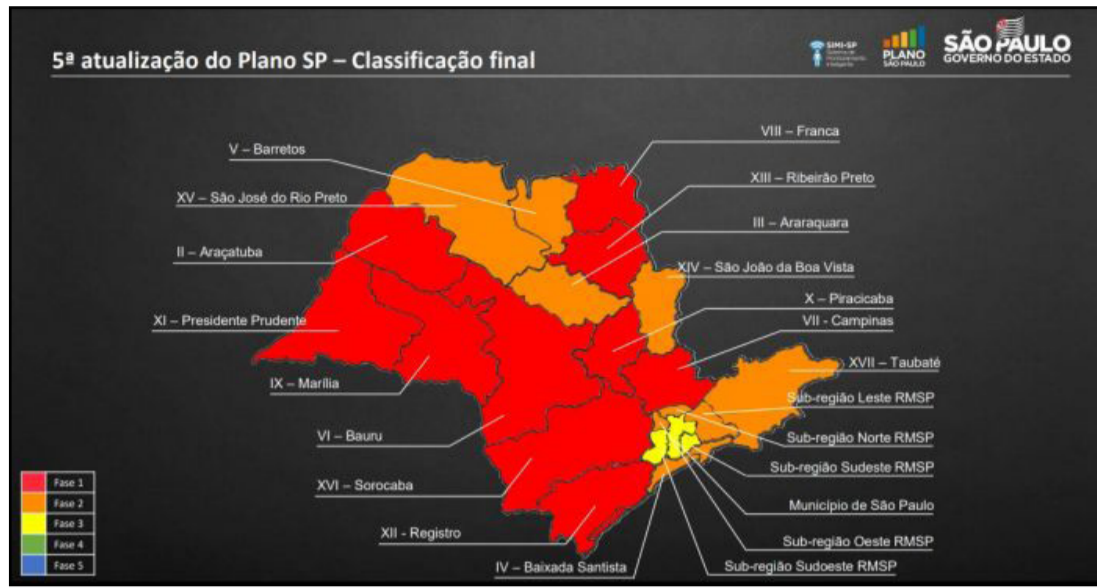 5ª atualização do Plano SP – Classificação final
SIMI-SP
PLANO
SÃO PAULO
SÃO PAULO
GOVERNO DO ESTADO
VIII – Franca
V – Barretos
XIII – Ribeirão Preto
XV – São José do Rio Preto
III – Araraquara
II – Araçatuba
XIV – São João da Boa Vista
X – Piracicaba
XI – Presidente Prudente
VII - Campinas
XVII – Taubaté
IX – Marília
Sub-região Leste RMSP
VI – Bauru
Sub-região Norte RMSP
Sub-região Sudeste RMSP
XVI – Sorocaba
Município de São Paulo
XII - Registro
Sub-região Oeste RMSP
IV – Baixada Santista
Sub-região Sudoeste RMSP
Fase 1
Fase 2
Fase 3
Fase 4
Fase 5